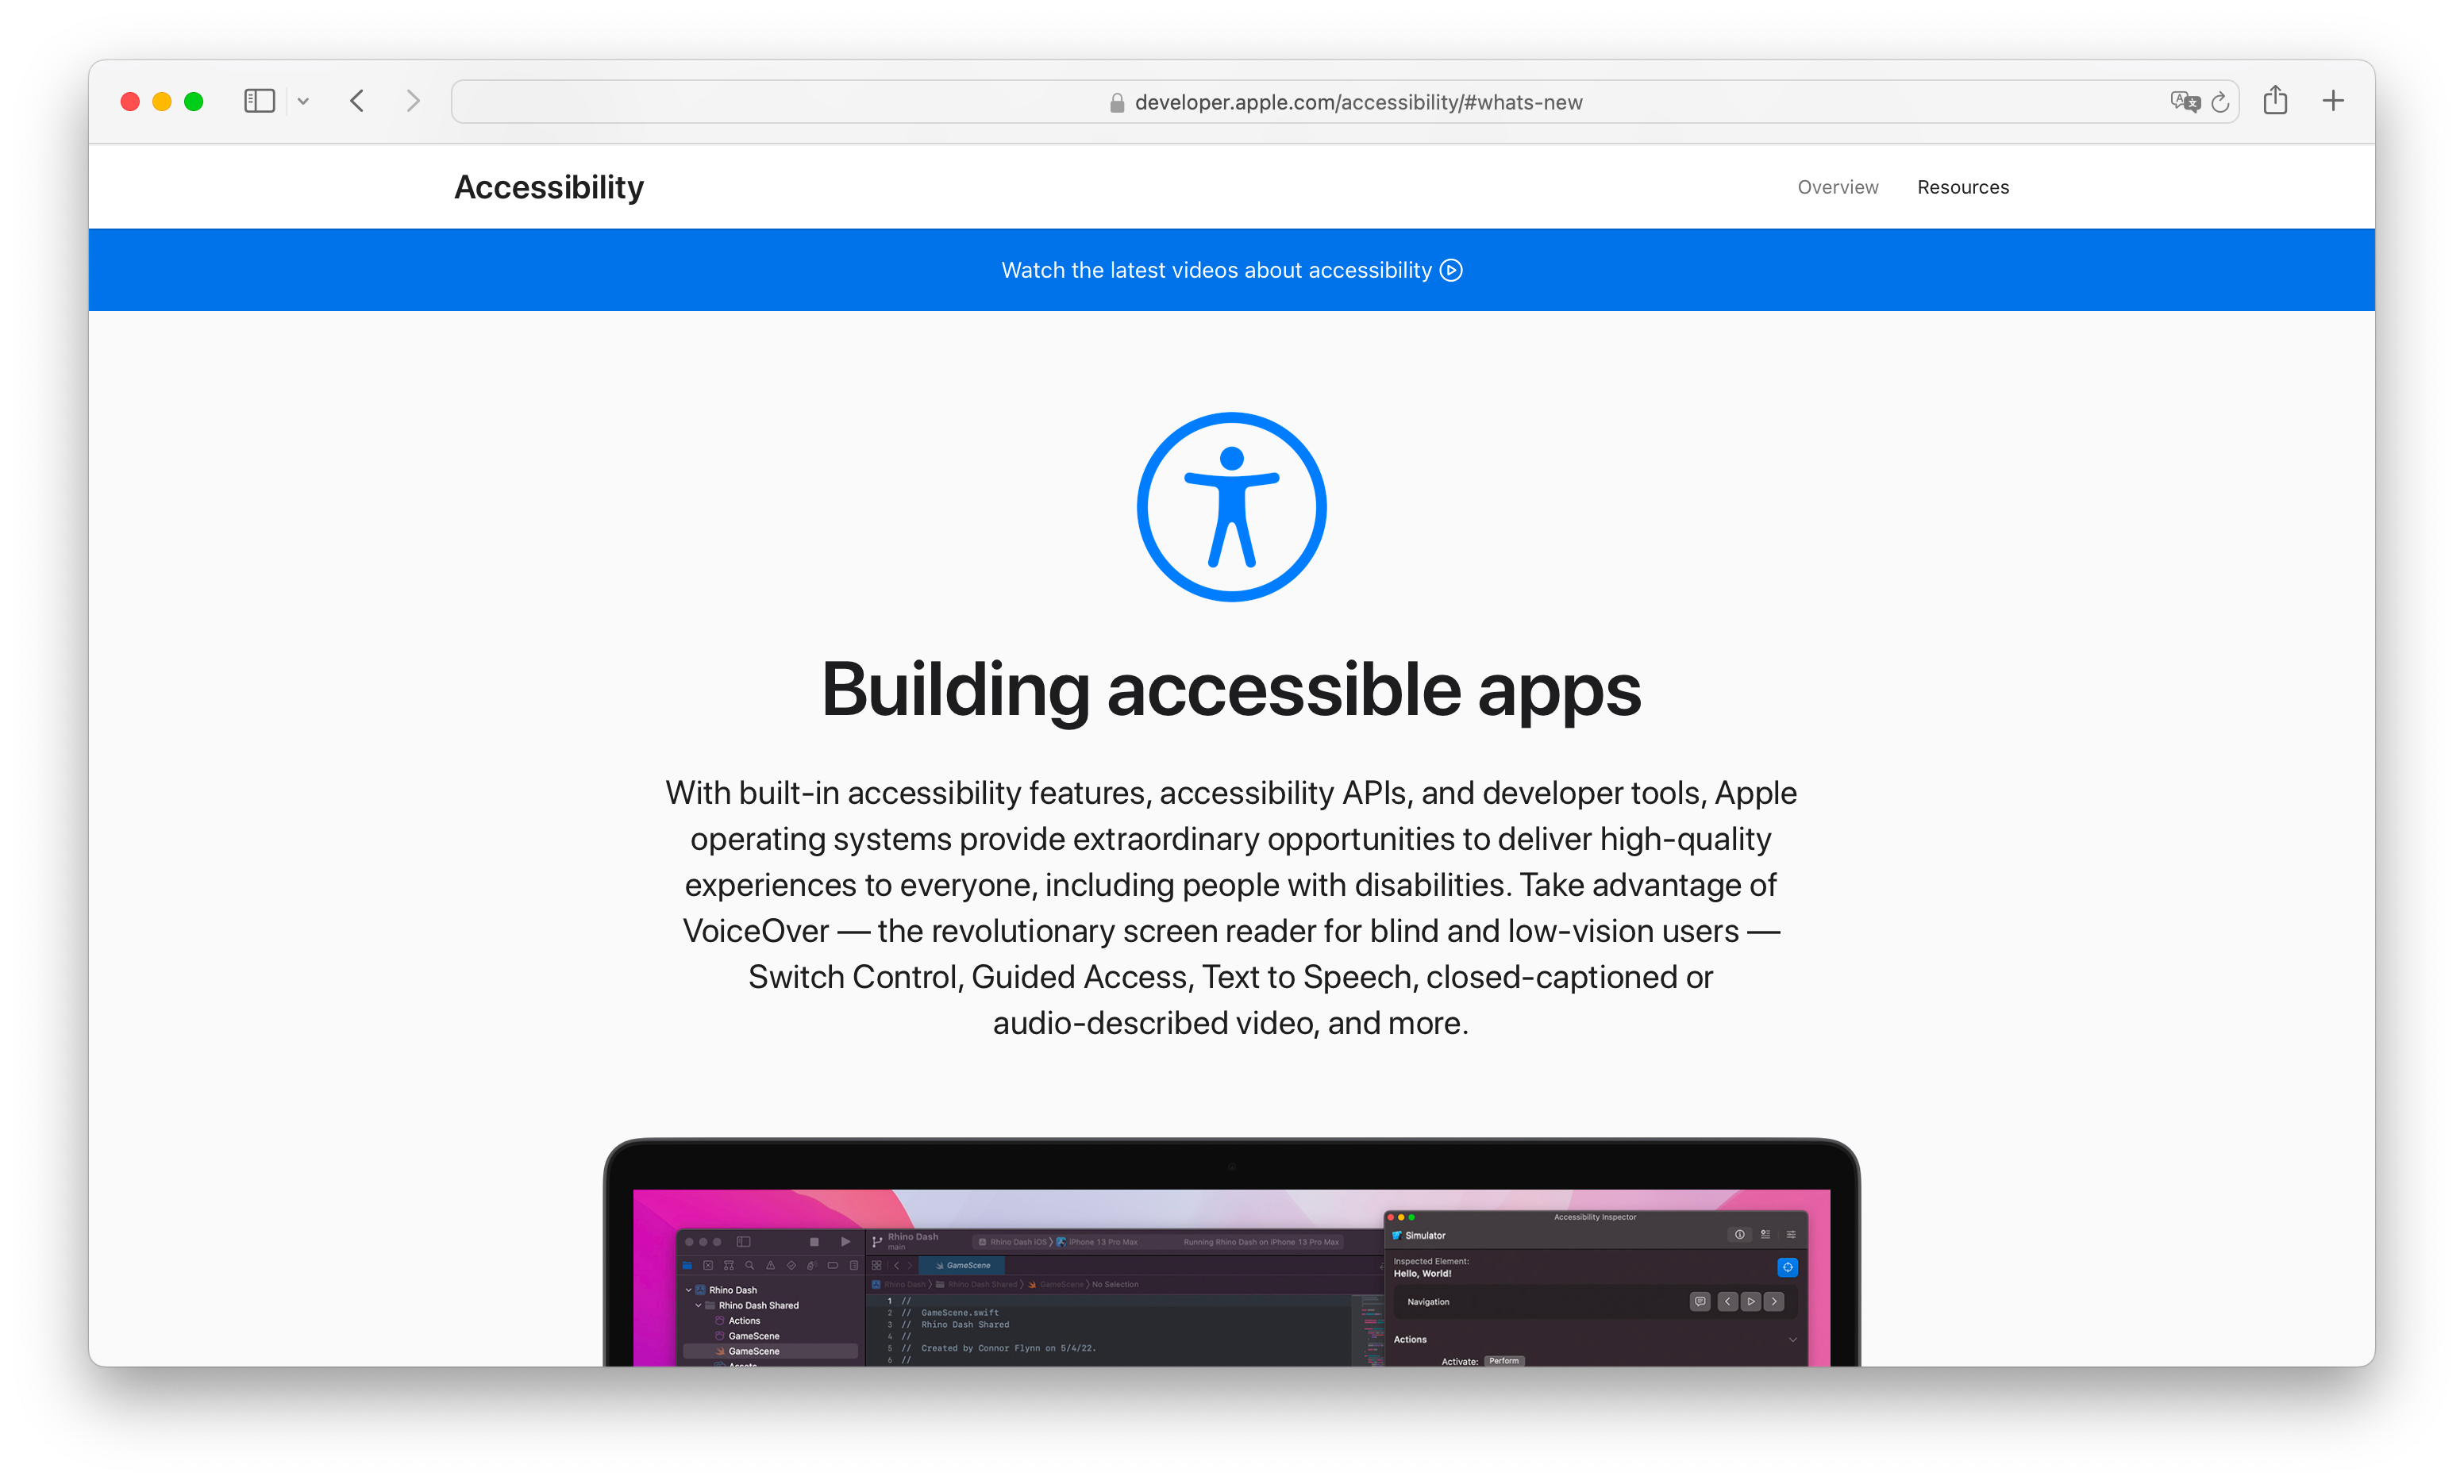 developer.apple.com/accessibility/#whats-new
Accessibility
Overview
Resources
Watch the latest videos about accessibility
Building accessible apps
With built-in accessibility features, accessibility APIs, and developer tools, Apple
operating systems provide extraordinary opportunities to deliver high-quality
experiences to everyone, including people with disabilities. Take advantage of
VoiceOver — the revolutionary screen reader for blind and low-vision users —
Switch Control, Guided Access, Text to Speech, closed-captioned or
audio-described video, and more.
Rhino Dash
main
Rhino Dash iOS
iPhone 13 Pro Max
Running Rhino Dash on iPhone 13 Pro Max
GameScene
Rhino Dash
Rhino Dash Shared
GameScene
No Selection
Rhino Dash
Rhino Dash Shared
Actions
GameScene
GameScene
Assets
1 //
2 // GameScene.swift
3 // Rhino Dash Shared
4 //
5 // Created by Connor Flynn on 5/4/22.
6 //
Accessibility Inspector
Simulator
Inspected Element:
Hello, World!
Navigation
Actions
Activate: Perform